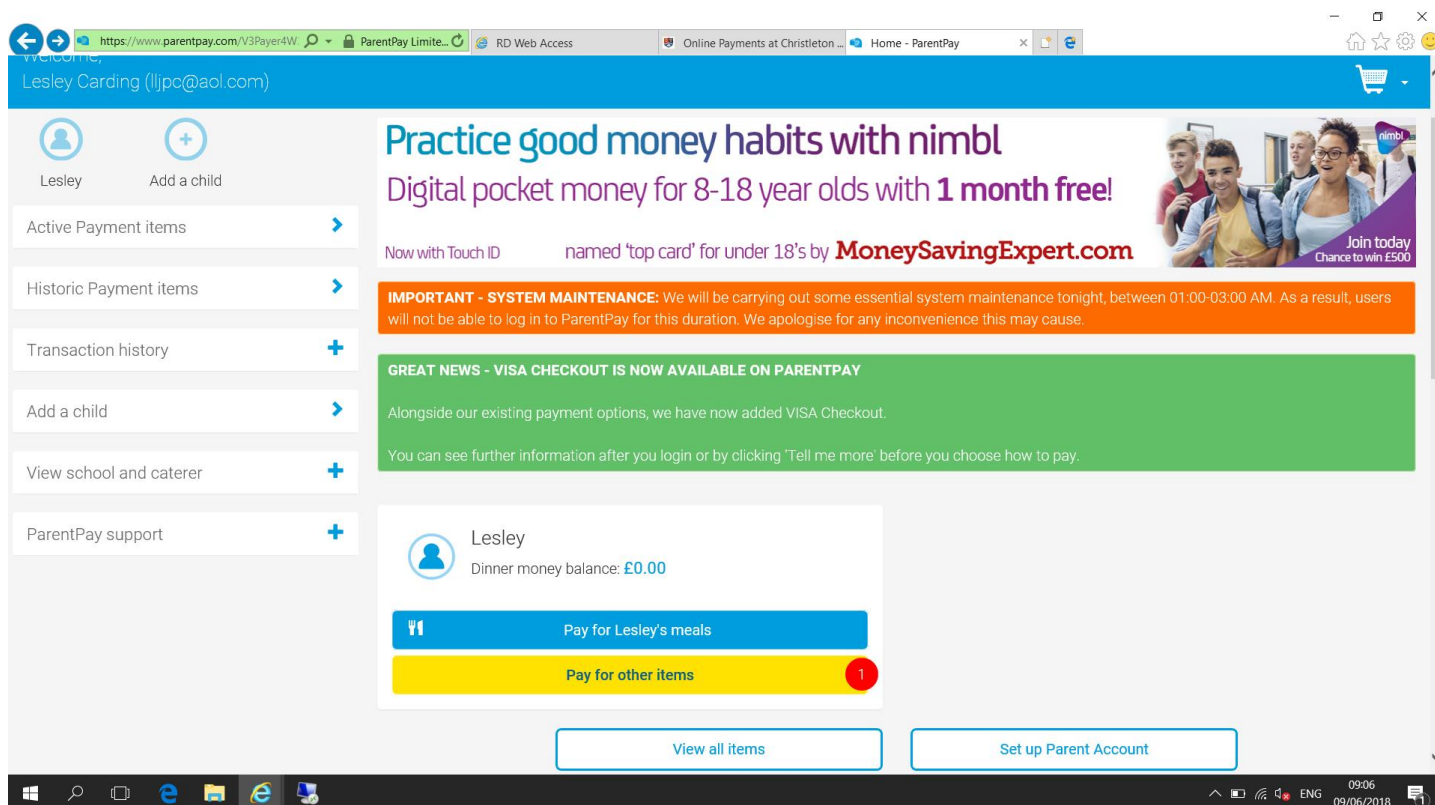 https://www.parentpay.com/V3Payer4W
ParentPay Limite...
RD Web Access
Online Payments at Christleton ...
Home - ParentPay
Welcome,
Lesley Carding (lljpc@aol.com)
Lesley
Add a child
Active Payment items
Historic Payment items
Transaction history
Add a child
View school and caterer
ParentPay support
Practice good money habits with nimbl
Digital pocket money for 8-18 year olds with 1 month free!
Now with Touch ID named 'top card' for under 18's by MoneySavingExpert.com
nimbl
Join today
Chance to win £500
IMPORTANT - SYSTEM MAINTENANCE: We will be carrying out some essential system maintenance tonight, between 01:00-03:00 AM. As a result, users
will not be able to log in to ParentPay for this duration. We apologise for any inconvenience this may cause.
GREAT NEWS - VISA CHECKOUT IS NOW AVAILABLE ON PARENTPAY
Alongside our existing payment options, we have now added VISA Checkout.
You can see further information after you login or by clicking 'Tell me more' before you choose how to pay.
Lesley
Dinner money balance: £0.00
Pay for Lesley's meals
Pay for other items
1
View all items
Set up Parent Account
ENG
09:06
09/06/2018
1